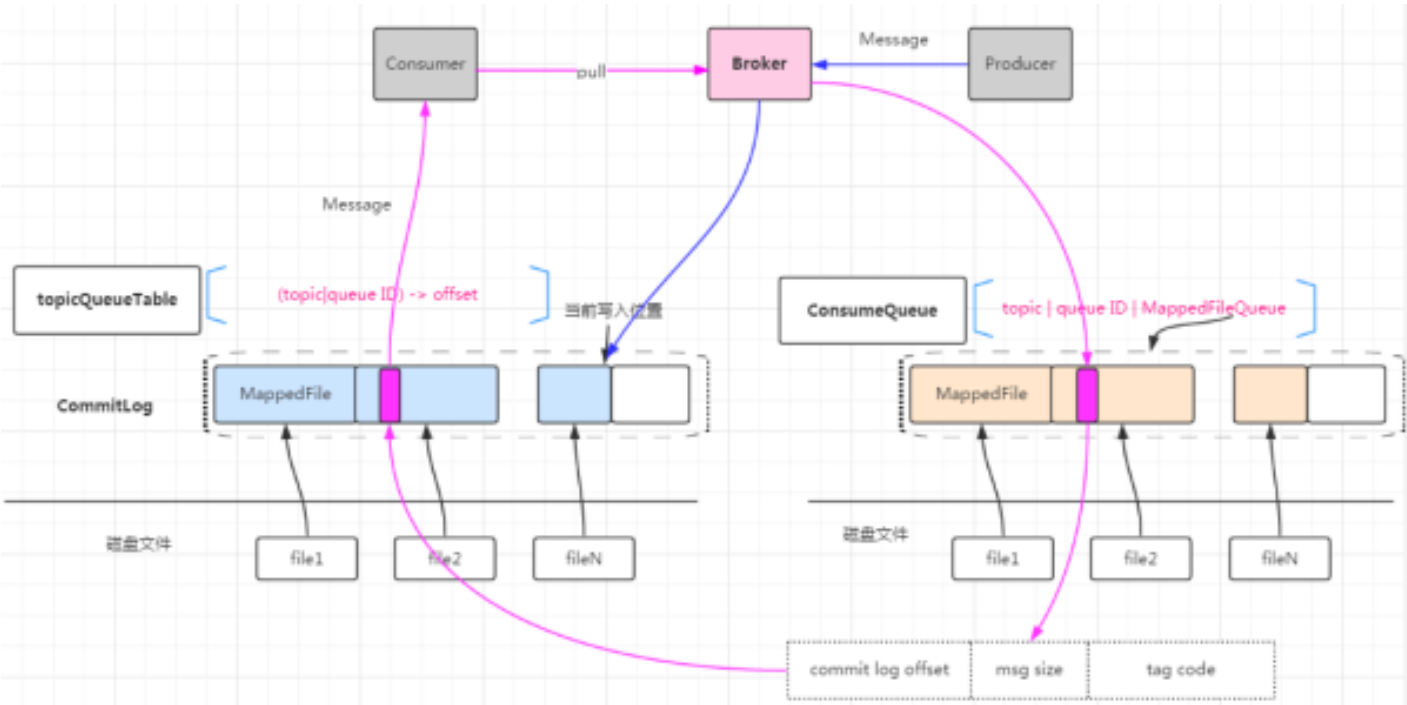 Consumer
pull
Broker
Message
Producer
Message
topicQueueTable
(topic|queue ID) -> offset
当前写入位置
ConsumeQueue
topic | queue ID | MappedFileQueue
CommitLog
MappedFile
MappedFile
磁盘文件
file1
file2
fileN
磁盘文件
file1
file2
fileN
commit log offset
msg size
tag code